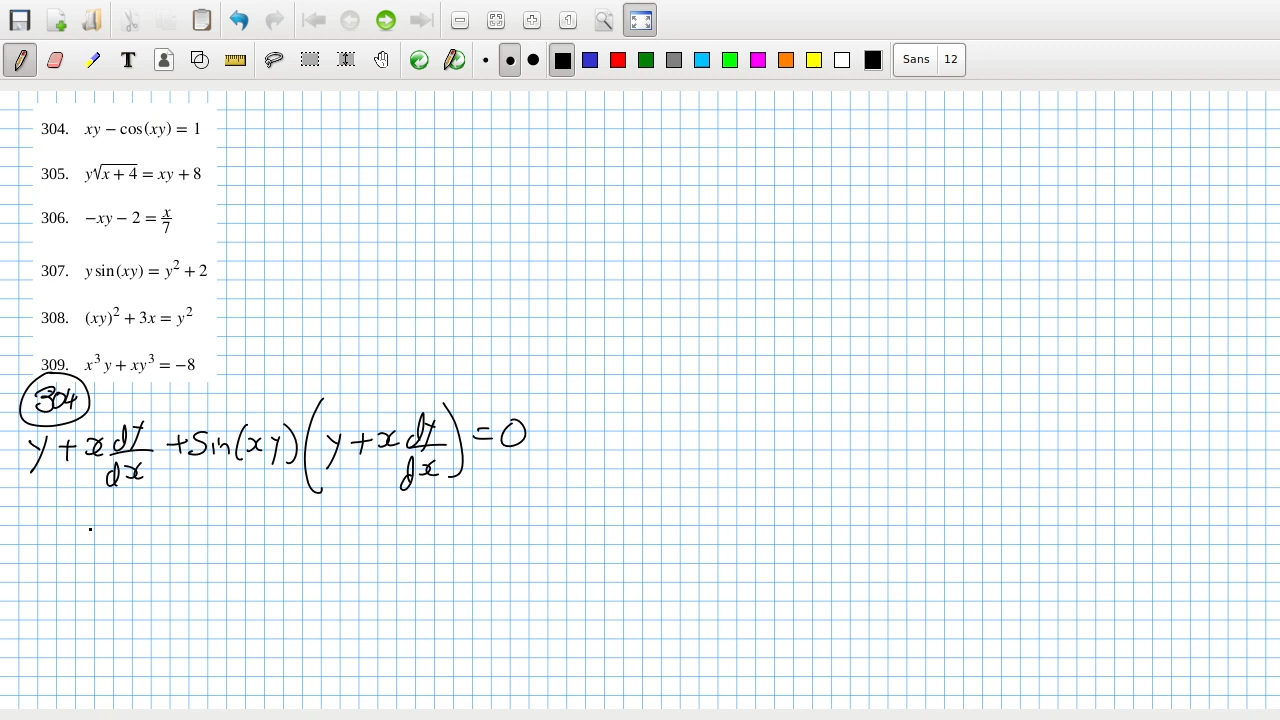 Sans 12
304. xy − cos(xy) = 1
305. y√(x + 4) = xy + 8
306. −xy − 2 = x/7
307. y sin(xy) = y² + 2
308. (xy)² + 3x = y²
309. x³y + xy³ = −8
304
y + x dy/dx + Sin(xy) (y + x dy/dx) = 0